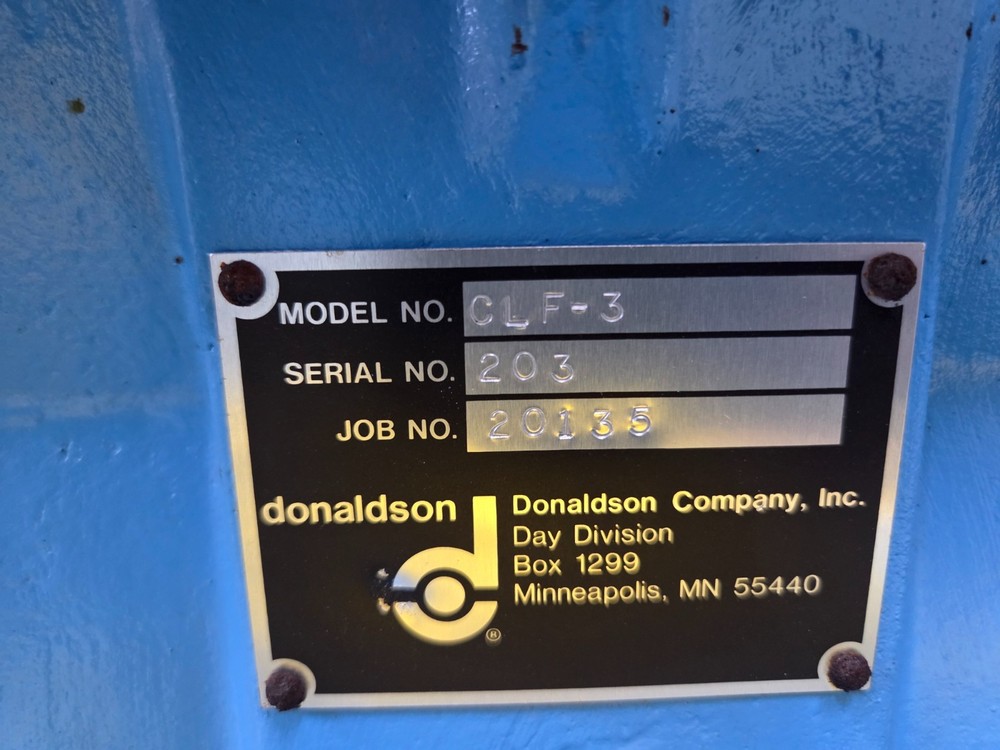 MODEL NO. CLF-3
SERIAL NO. 203
JOB NO. 20135
donaldson
Donaldson Company, Inc.
Day Division
Box 1299
Minneapolis, MN 55440
®